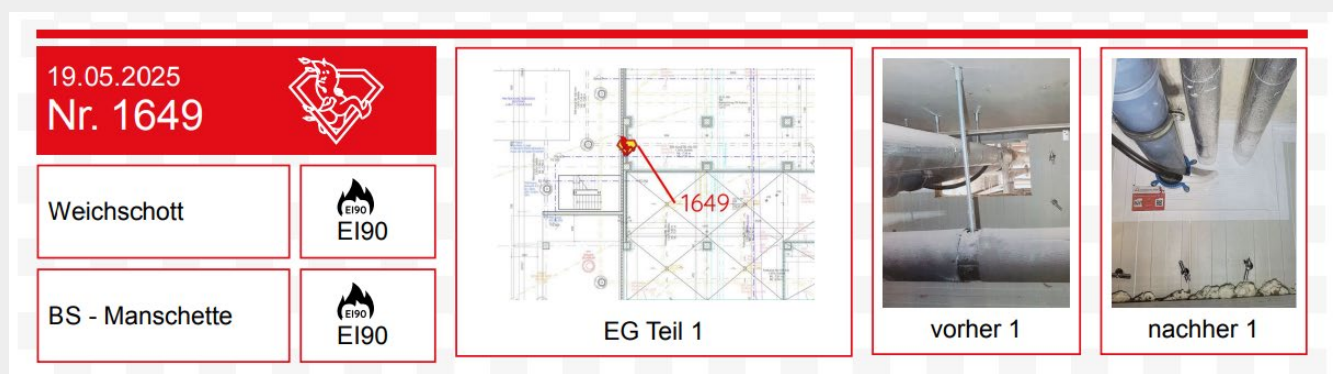 19.05.2025
Nr. 1649
Weichschott
EI90
EI90
BS - Manschette
EI90
EI90
1649
EG Teil 1
vorher 1
nachher 1